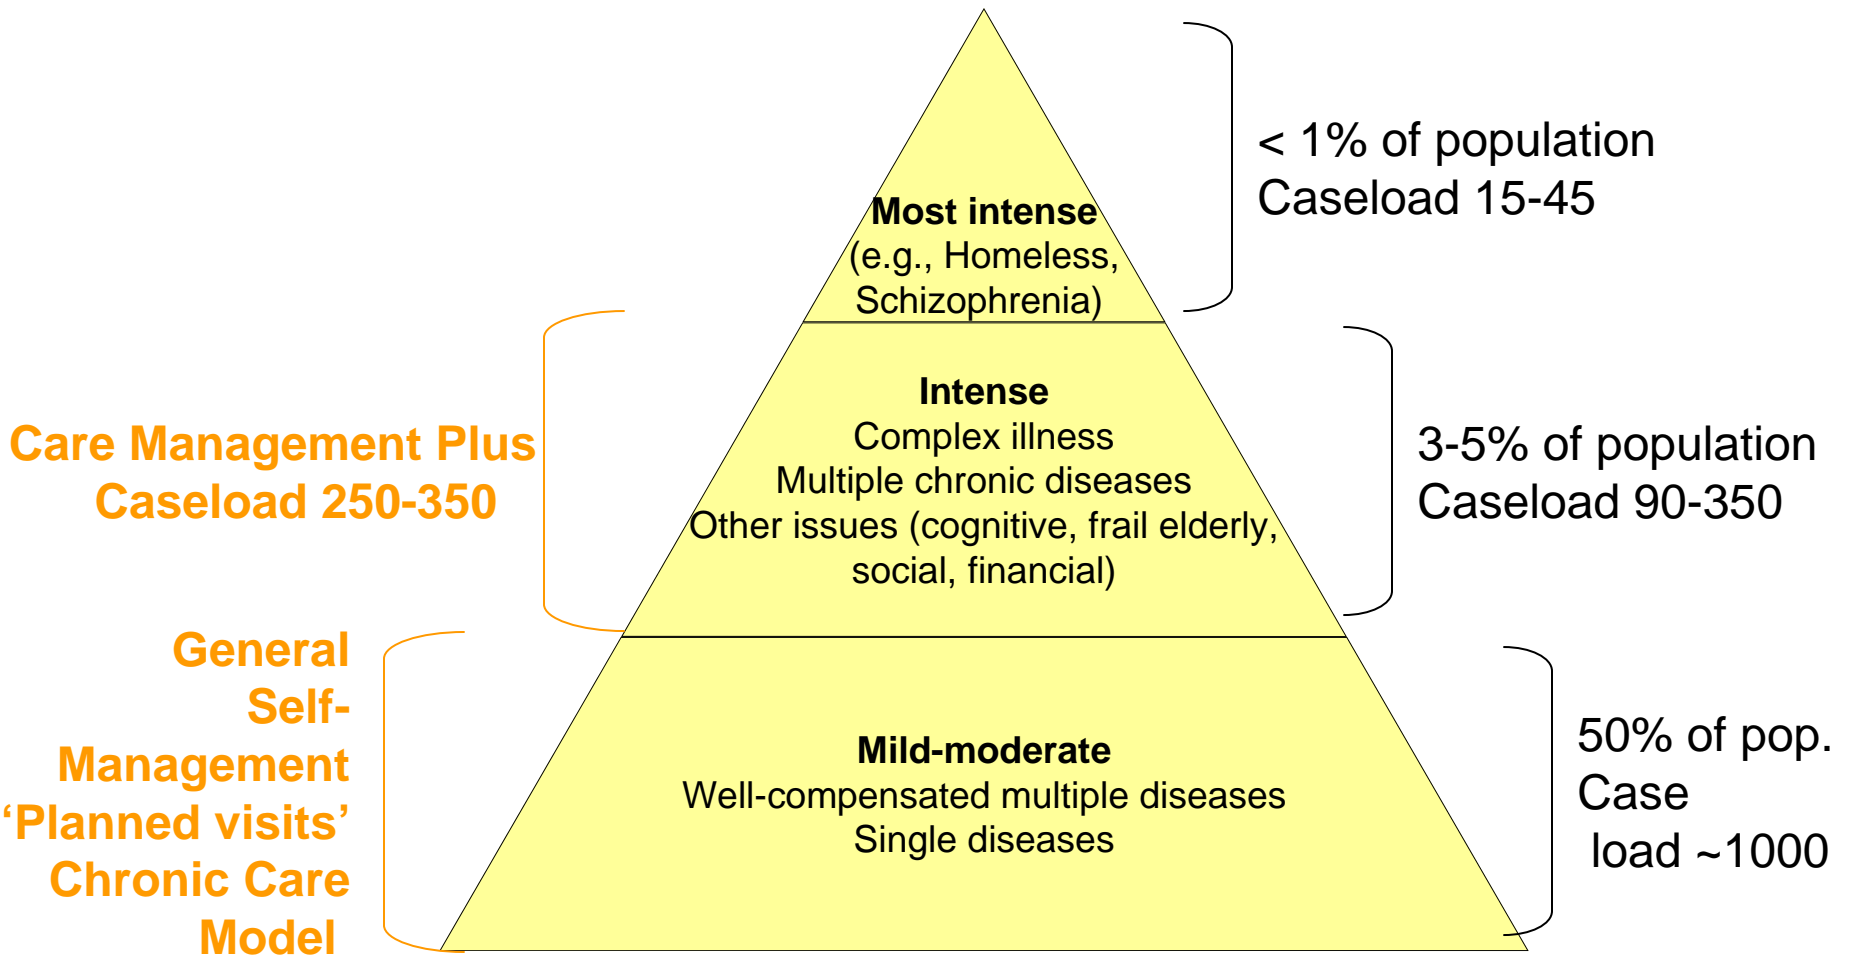 Most intense
(e.g., Homeless,
Schizophrenia)
< 1% of population
Caseload 15-45
Care Management Plus
Caseload 250-350
Intense
Complex illness
Multiple chronic diseases
Other issues (cognitive, frail elderly,
social, financial)
3-5% of population
Caseload 90-350
General
Self-
Management
‘Planned visits’
Chronic Care
Model
Mild-moderate
Well-compensated multiple diseases
Single diseases
50% of pop.
Case
load ~1000